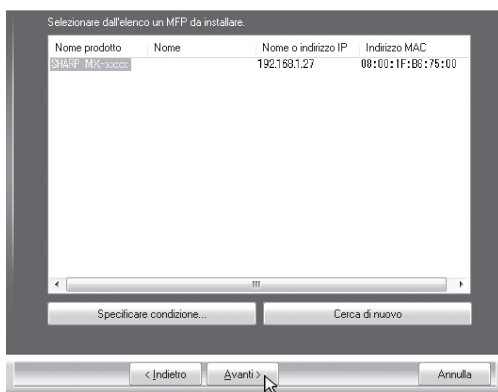 Selezionare dall'elenco un MFP da installare.
Nome prodotto Nome Nome o indirizzo IP Indirizzo MAC
SHARP MX-xxxx 192.168.1.27 08:00:1F:B6:75:00
Specificare condizione... Cerca di nuovo
< Indietro Avanti > Annulla